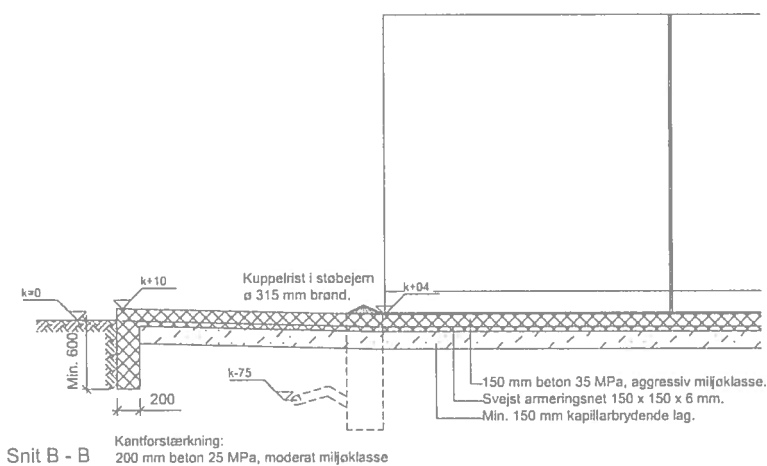 k=0
k+10
Kuppelrist i støbejern
ø 315 mm brønd.
k+04
Min. 600
200
k-75
150 mm beton 35 MPa, aggressiv miljøklasse.
Svejst armeringsnet 150 x 150 x 6 mm.
Min. 150 mm kapillarbrydende lag.
Snit B - B
Kantforstærkning:
200 mm beton 25 MPa, moderat miljøklasse